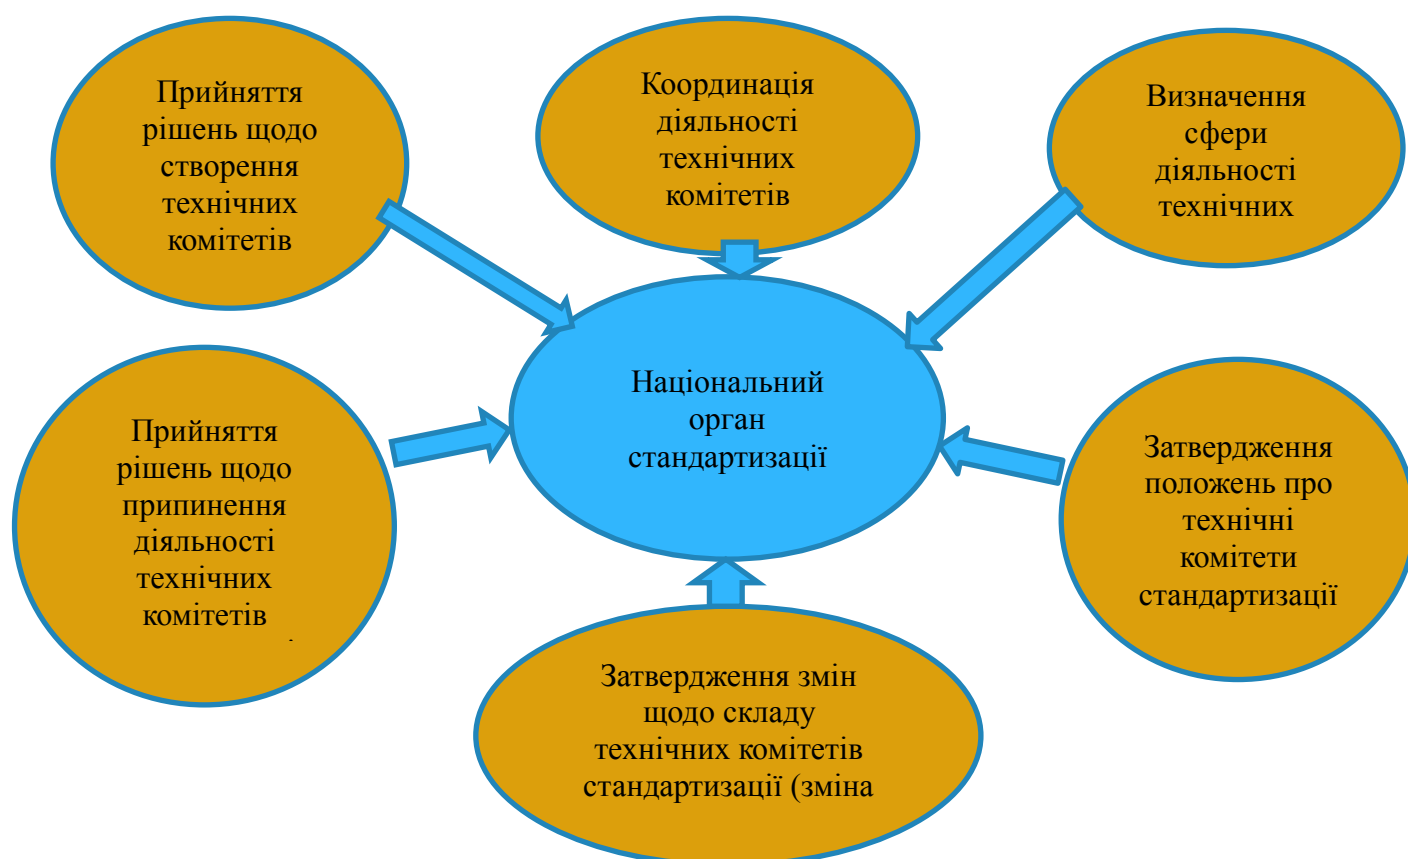 Прийняття
рішень щодо
створення
технічних
комітетів
Координація
діяльності
технічних
комітетів
Визначення
сфери
діяльності
технічних
Національний
орган
стандартизації
Прийняття
рішень щодо
припинення
діяльності
технічних
комітетів
Затвердження
положень про
технічні
комітети
стандартизації
Затвердження змін
щодо складу
технічних комітетів
стандартизації (зміна